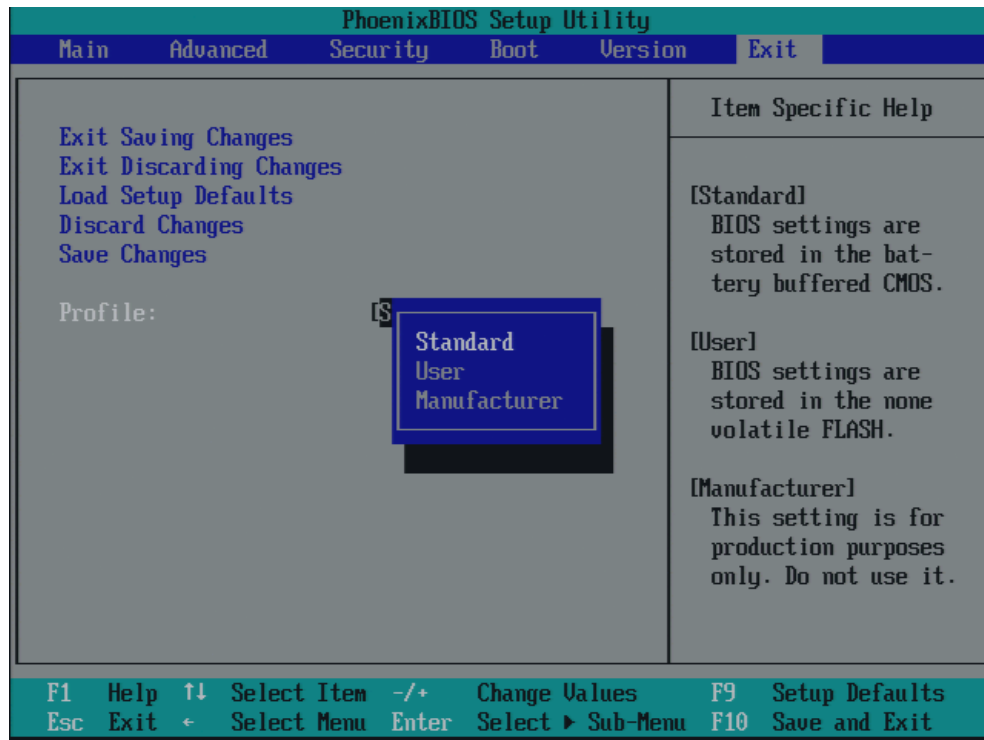 PhoenixBIOS Setup Utility
Main Advanced Security Boot Version Exit
Exit Saving Changes
Exit Discarding Changes
Load Setup Defaults
Discard Changes
Save Changes
Profile: [S
Standard
User
Manufacturer
Item Specific Help
[Standard]
BIOS settings are
stored in the bat-
tery buffered CMOS.
[User]
BIOS settings are
stored in the none
volatile FLASH.
[Manufacturer]
This setting is for
production purposes
only. Do not use it.
F1 Help ↑↓ Select Item -/+ Change Values F9 Setup Defaults
Esc Exit ← Select Menu Enter Select ▶ Sub-Menu F10 Save and Exit